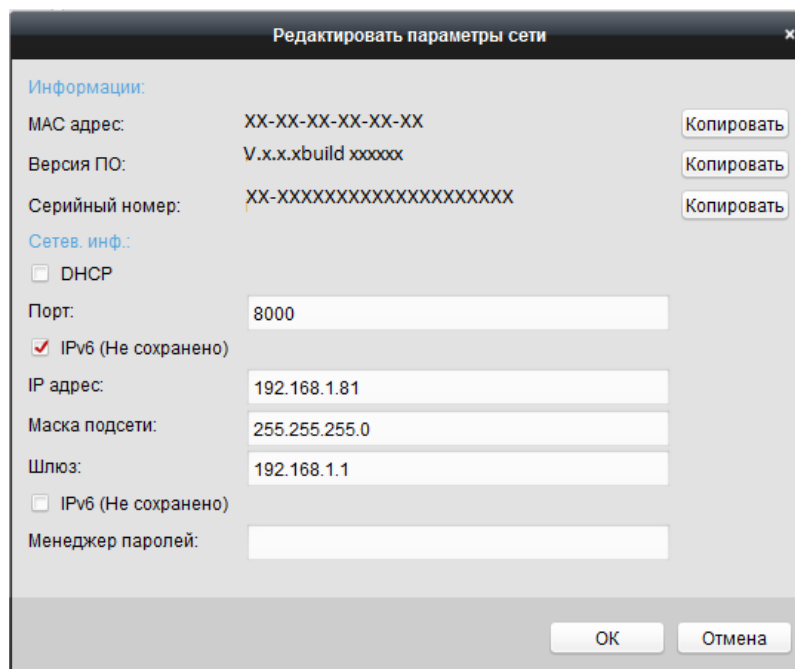 Редактировать параметры сети ×
Информации:
MAC адрес: XX-XX-XX-XX-XX-XX Копировать
Версия ПО: V.x.x.xbuild xxxxxx Копировать
Серийный номер: XX-XXXXXXXXXXXXXXXXXXX Копировать
Сетев. инф.:
DHCP
Порт: 8000
IPv6 (Не сохранено)
IP адрес: 192.168.1.81
Маска подсети: 255.255.255.0
Шлюз: 192.168.1.1
IPv6 (Не сохранено)
Менеджер паролей:
ОК Отмена